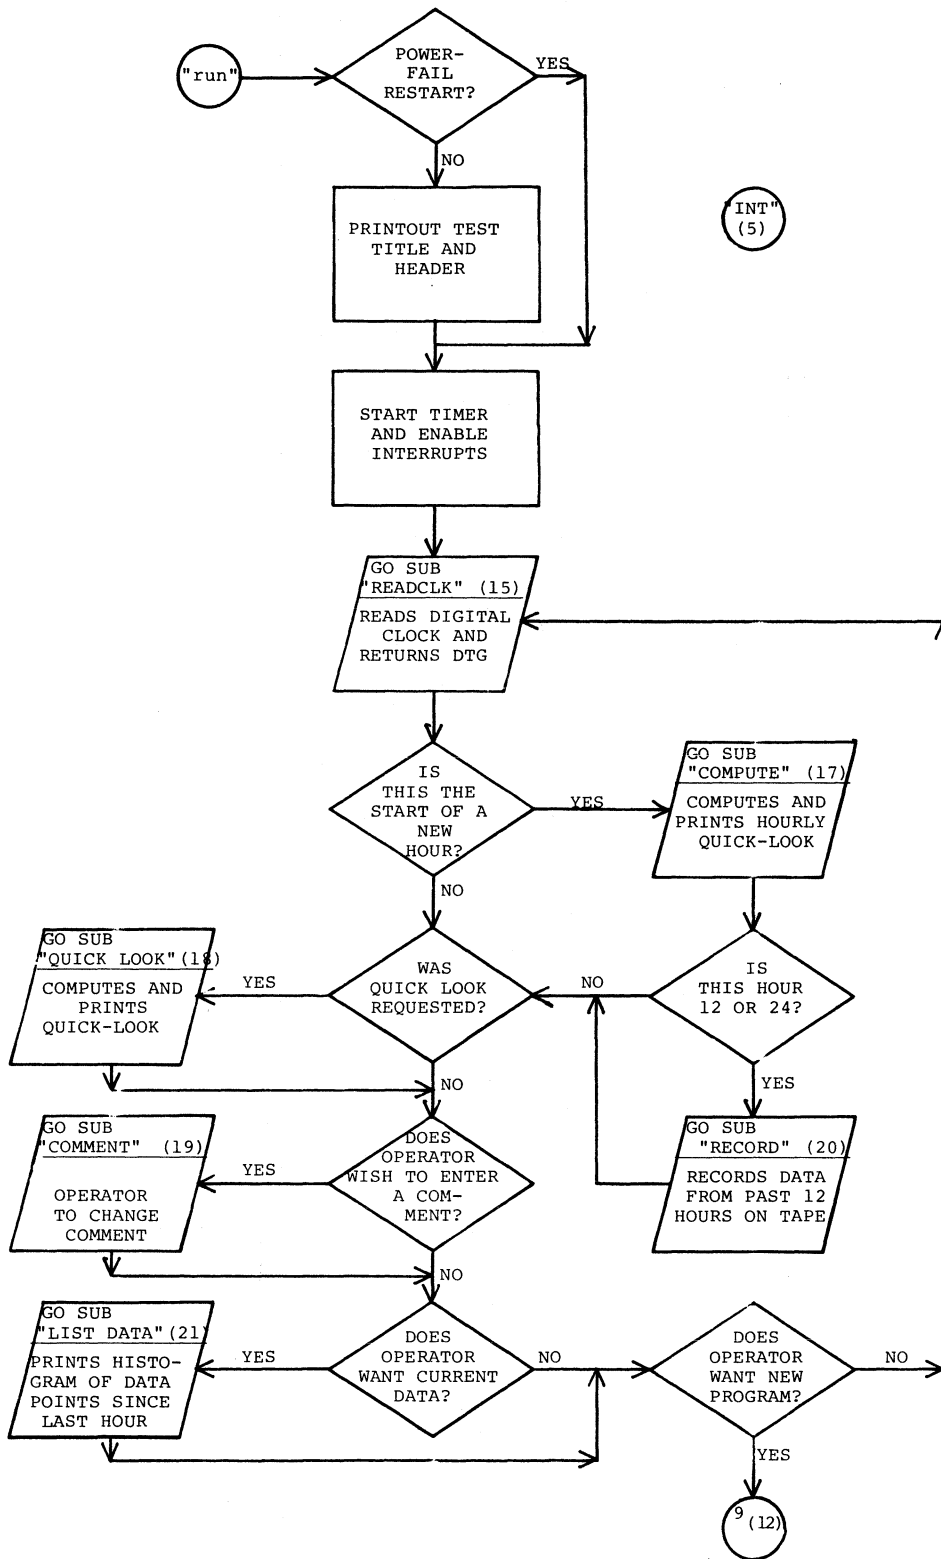 "run"
POWER-
FAIL
RESTART?
YES
NO
PRINTOUT TEST
TITLE AND
HEADER
"INT"
(5)
START TIMER
AND ENABLE
INTERRUPTS
GO SUB
"READCLK" (15)
READS DIGITAL
CLOCK AND
RETURNS DTG
IS
THIS THE
START OF A
NEW
HOUR?
YES
NO
GO SUB
"COMPUTE" (17)
COMPUTES AND
PRINTS HOURLY
QUICK-LOOK
IS
THIS HOUR
12 OR 24?
NO
YES
GO SUB
"RECORD" (20)
RECORDS DATA
FROM PAST 12
HOURS ON TAPE
WAS
QUICK LOOK
REQUESTED?
YES
NO
GO SUB
"QUICK LOOK" (18)
COMPUTES AND
PRINTS
QUICK-LOOK
DOES
OPERATOR
WISH TO ENTER
A COM-
MENT?
YES
NO
GO SUB
"COMMENT" (19)
OPERATOR
TO CHANGE
COMMENT
DOES
OPERATOR
WANT CURRENT
DATA?
YES
NO
GO SUB
"LIST DATA" (21)
PRINTS HISTO-
GRAM OF DATA
POINTS SINCE
LAST HOUR
DOES
OPERATOR
WANT NEW
PROGRAM?
NO
YES
9 (12)